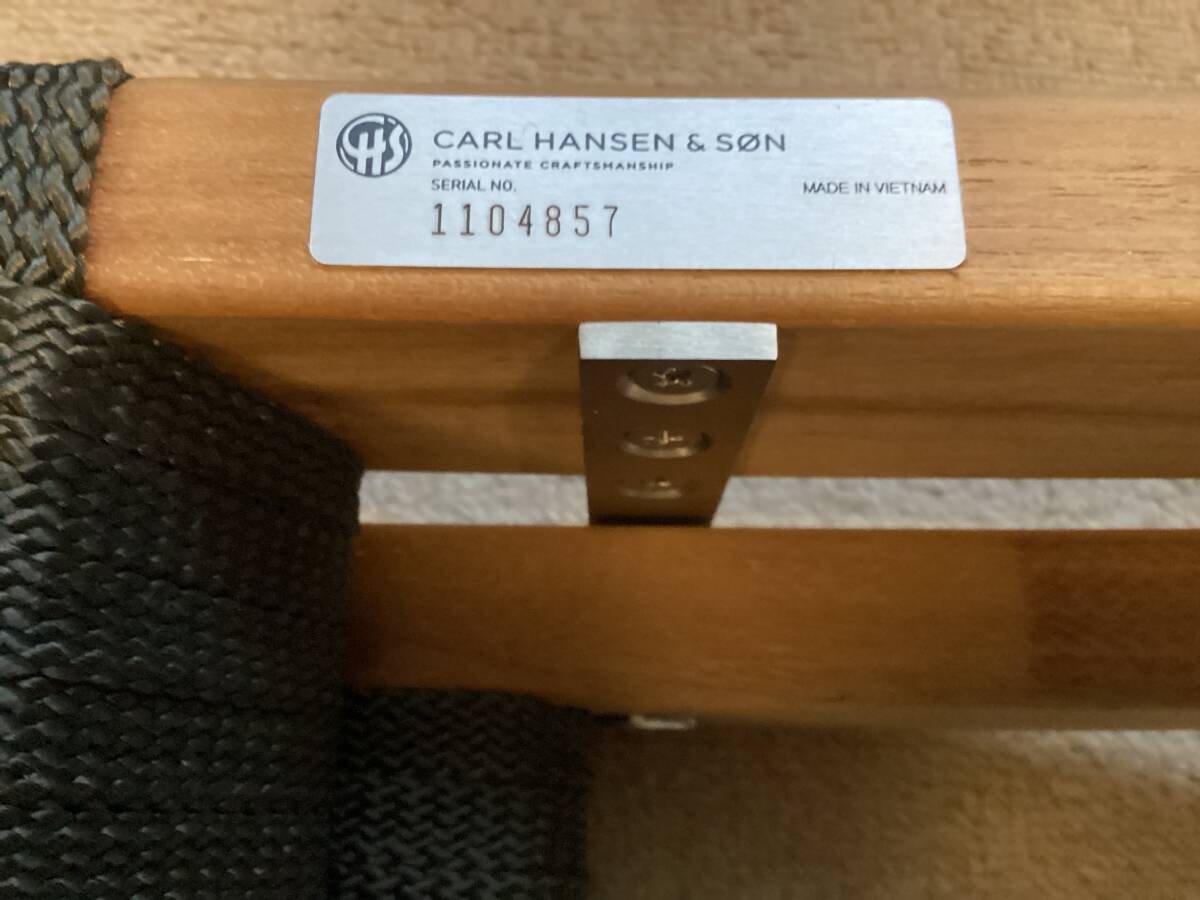 CHS
CARL HANSEN & SØN
PASSIONATE CRAFTSMANSHIP
SERIAL NO.
MADE IN VIETNAM
1104857